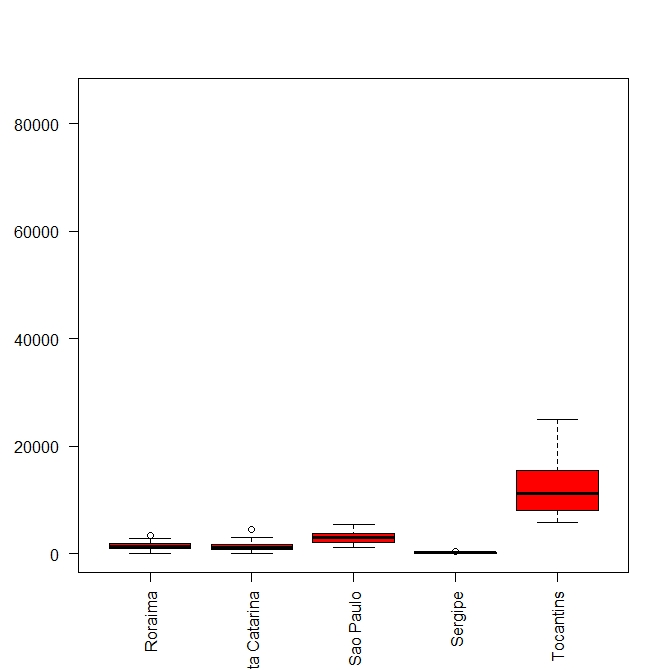 80000
60000
40000
20000
0
Roraima
ta Catarina
Sao Paulo
Sergipe
Tocantins